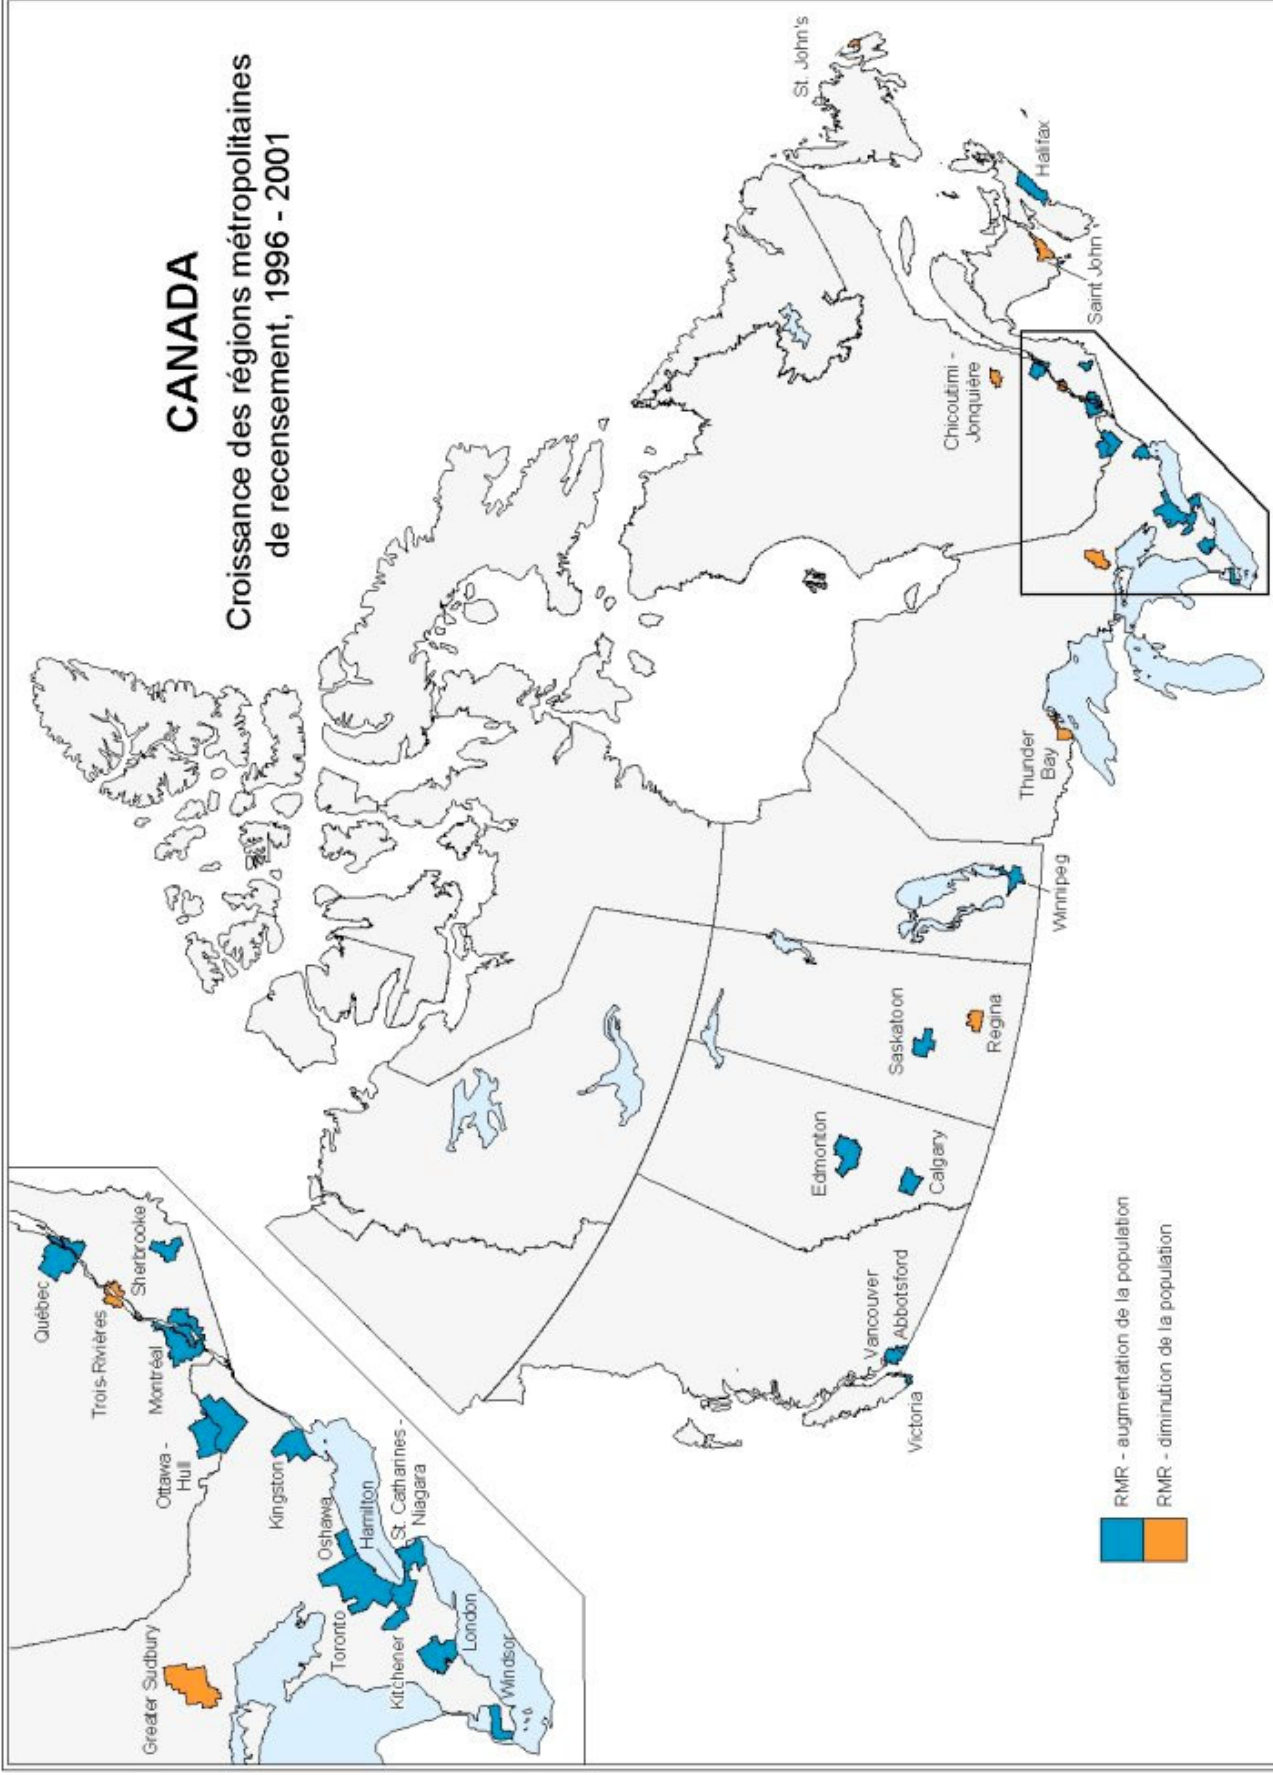 CANADA
Croissance des régions métropolitaines
de recensement, 1996 - 2001
Québec
Trois-Rivières
Sherbrooke
Montréal
Ottawa -
Hull
Kingston
Oshawa
Hamilton
St. Catharines -
Niagara
Greater Sudbury
Toronto
Kitchener
London
Windsor
St. John's
Halifax
Saint John
Chicoutimi -
Jonquière
Thunder
Bay
Winnipeg
Saskatoon
Regina
Edmonton
Calgary
Vancouver
Abbotsford
Victoria
RMR - augmentation de la population
RMR - diminution de la population